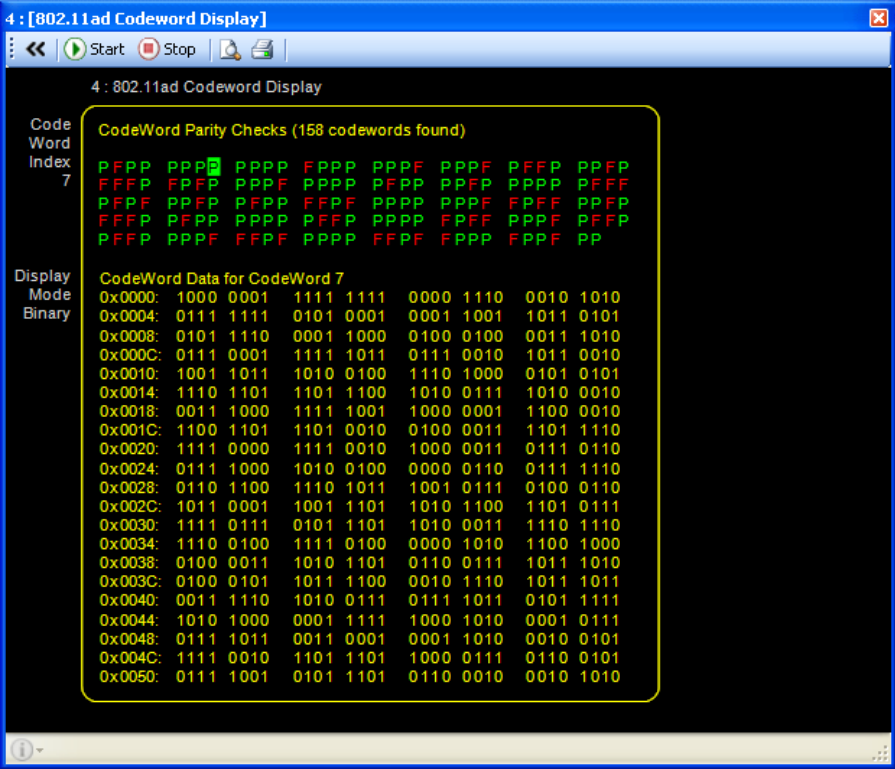 4 : [802.11ad Codeword Display]
Start Stop
4 : 802.11ad Codeword Display
Code
Word
Index
7
CodeWord Parity Checks (158 codewords found)
PFPP PPPP PPPP FPPP PPPF PPPF PFFP PPFP
FFFP FPFP PPPF PPPP PFPP PPFP PPPP PFFF
PFPF PPFP PPPP PFFF PPPP PPPF FPFF PPFP
FFFP PFPP PPPP PFFP PPPP FPFF PPPF PFFP
PFFP PPPF FFPF PPPP FFPF FPPP FPPF PP
Display
Mode
Binary
CodeWord Data for CodeWord 7
0x0000: 1000 0001 1111 1111 0000 1110 0010 1010
0x0004: 0111 1111 0101 0001 0001 1001 1011 0101
0x0008: 0101 1110 0001 1000 0100 0100 0011 1010
0x000C: 0111 0001 1111 1011 0111 0010 1011 0010
0x0010: 1001 1011 1010 0100 1110 1000 0101 0101
0x0014: 1110 1101 1101 1100 1010 0111 1010 0010
0x0018: 0011 1000 1111 1001 1000 0001 1100 0010
0x001C: 1100 1101 1101 0010 0100 0011 1101 1110
0x0020: 1111 0000 1111 0010 1000 0011 0111 0110
0x0024: 0111 1000 1010 0100 0000 0110 0111 1110
0x0028: 0110 1100 1110 1011 1001 0111 0100 0110
0x002C: 1011 0001 1001 1101 1010 1100 1101 0111
0x0030: 1111 0111 0101 1101 1010 0011 1110 1110
0x0034: 1110 0100 1111 0100 0000 1010 1100 1000
0x0038: 0100 0011 1010 1101 0110 0111 1011 1010
0x003C: 0100 0101 1011 1100 0010 1110 1011 1011
0x0040: 0011 1110 1010 0111 0111 1011 0101 1111
0x0044: 1010 1000 0001 1111 1000 1010 0001 0111
0x0048: 0111 1011 0011 0001 0001 1010 0010 0101
0x004C: 1111 0010 1101 1101 1000 0111 0110 0101
0x0050: 0111 1001 0101 1101 0110 0010 0010 1010